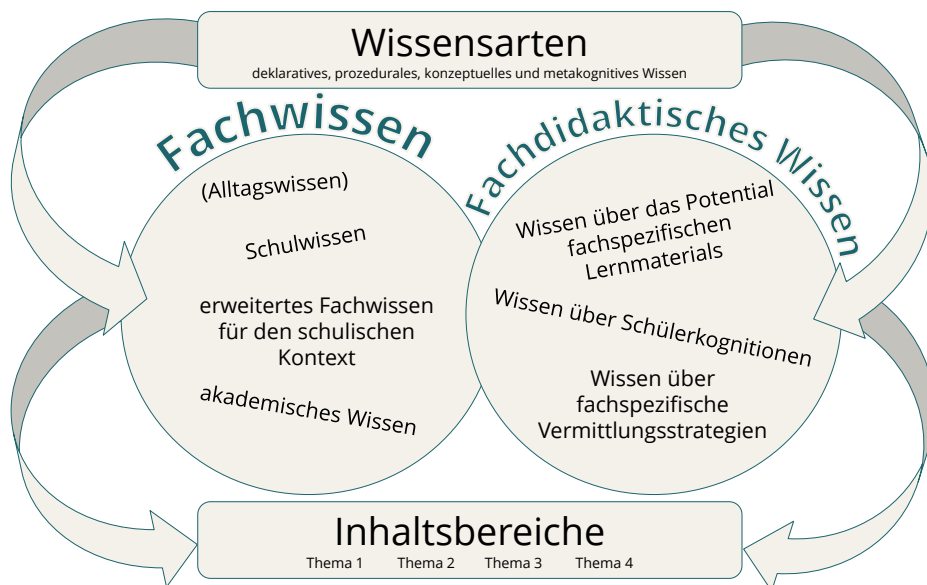 Wissensarten
deklaratives, prozedurales, konzeptuelles und metakognitives Wissen
Fachwissen
(Alltagswissen)
Schulwissen
erweitertes Fachwissen
für den schulischen
Kontext
akademisches Wissen
Fachdidaktisches Wissen
Wissen über das Potential
fachspezifischen
Lernmaterials
Wissen über Schülerkognitionen
Wissen über
fachspezifische
Vermittlungsstrategien
Inhaltsbereiche
Thema 1 Thema 2 Thema 3 Thema 4